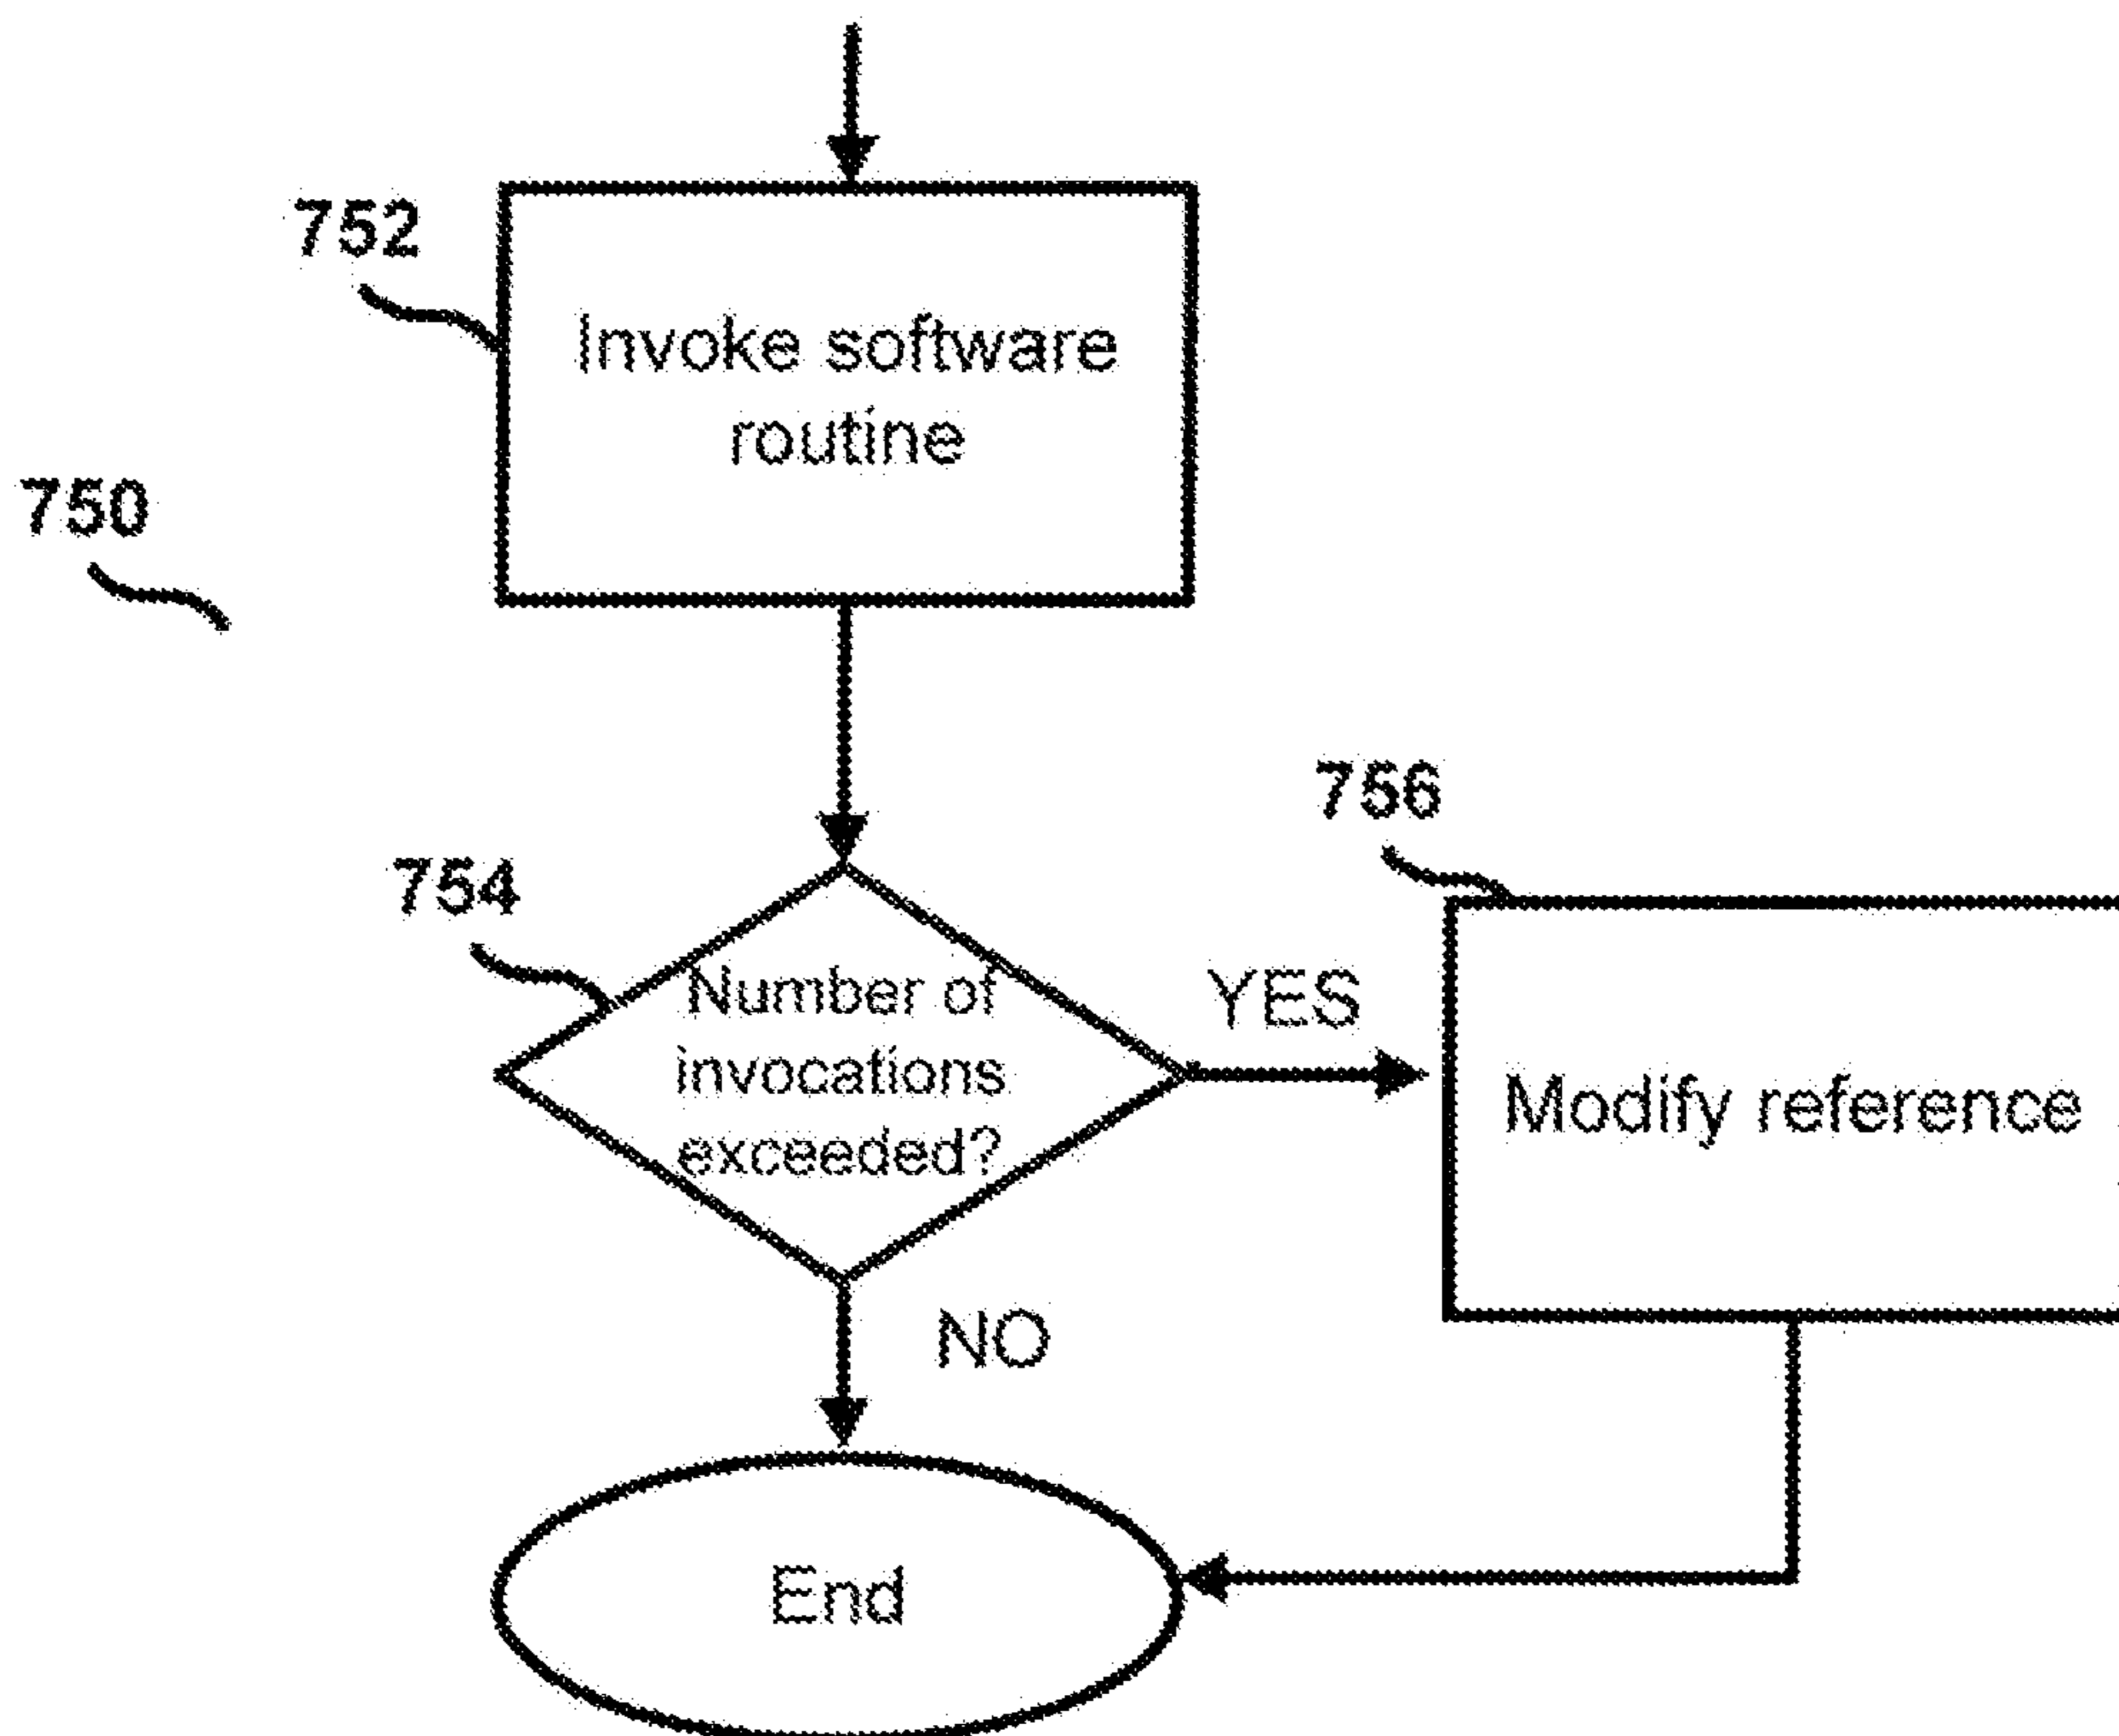 752
Invoke software
routine
750
756
754
Number of
invocations
exceeded?
YES
Modify reference
NO
End